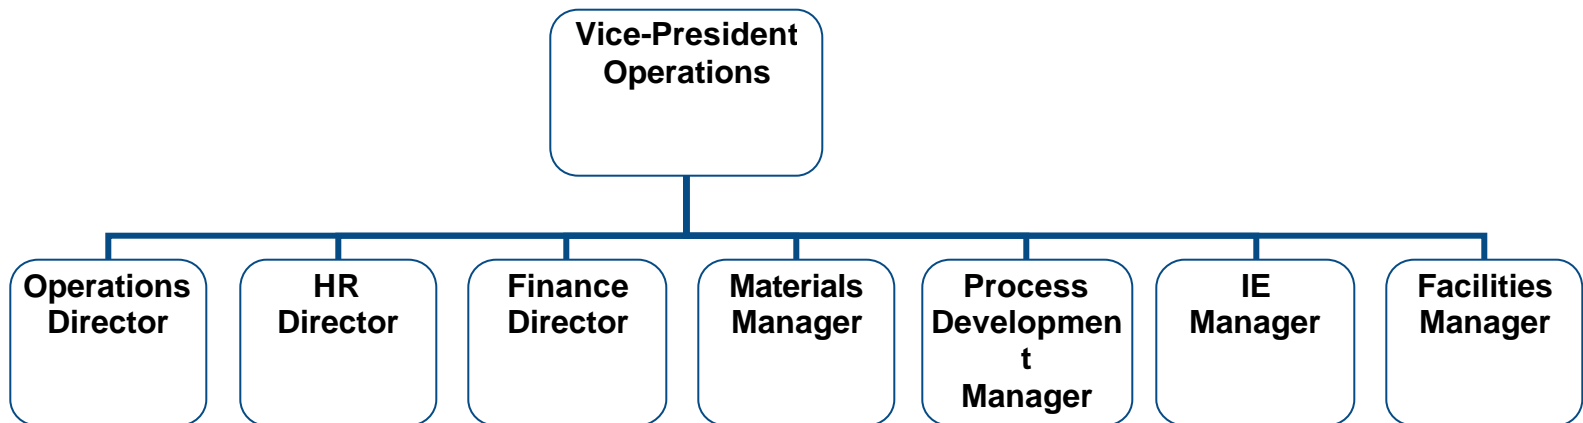 Vice-President
Operations
Operations
Director
HR
Director
Finance
Director
Materials
Manager
Process
Developmen
t
Manager
IE
Manager
Facilities
Manager